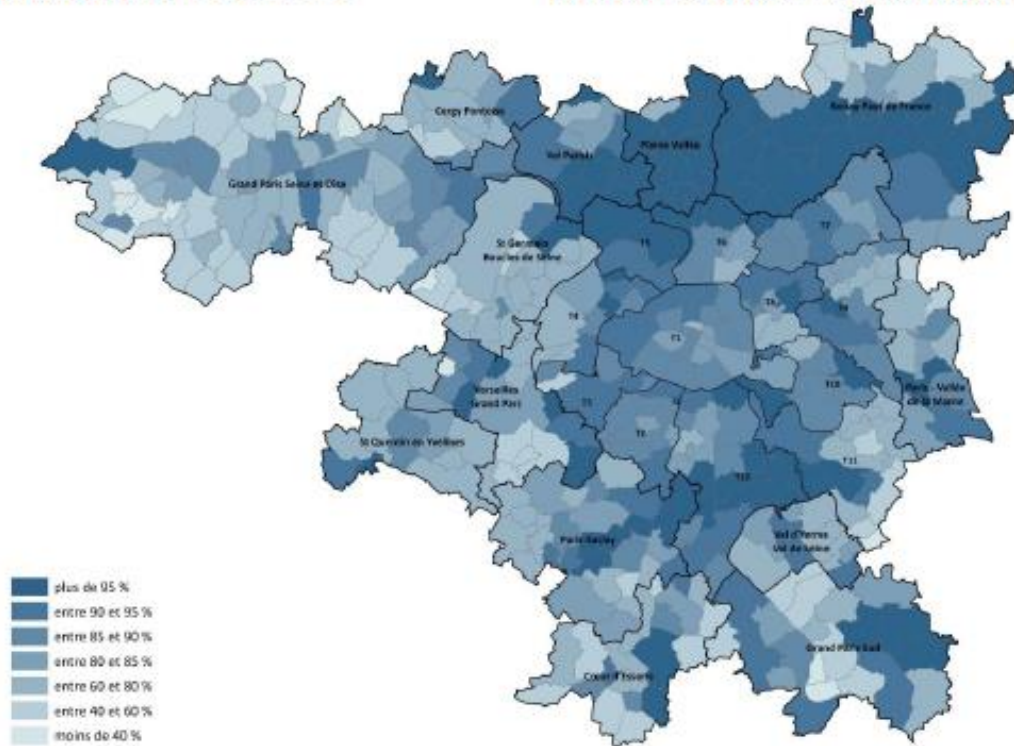 Cergy Pontoise
Roissy Pays de France
Val Parisis
Plaine Vallée
Grand Paris Seine et Oise
St Germain
Boucles de Seine
T5
T6
T7
T4
T1
T9
Versailles
Grand Parc
T3
T2
T10
Paris - Vallée
de la Marne
St Quentin en Yvelines
T11
T12
Paris Saclay
Val d'Yerres
Val de Seine
Grand Paris Sud
Cœur d'Essonne
plus de 95 %
entre 90 et 95 %
entre 85 et 90 %
entre 80 et 85 %
entre 60 et 80 %
entre 40 et 60 %
moins de 40 %